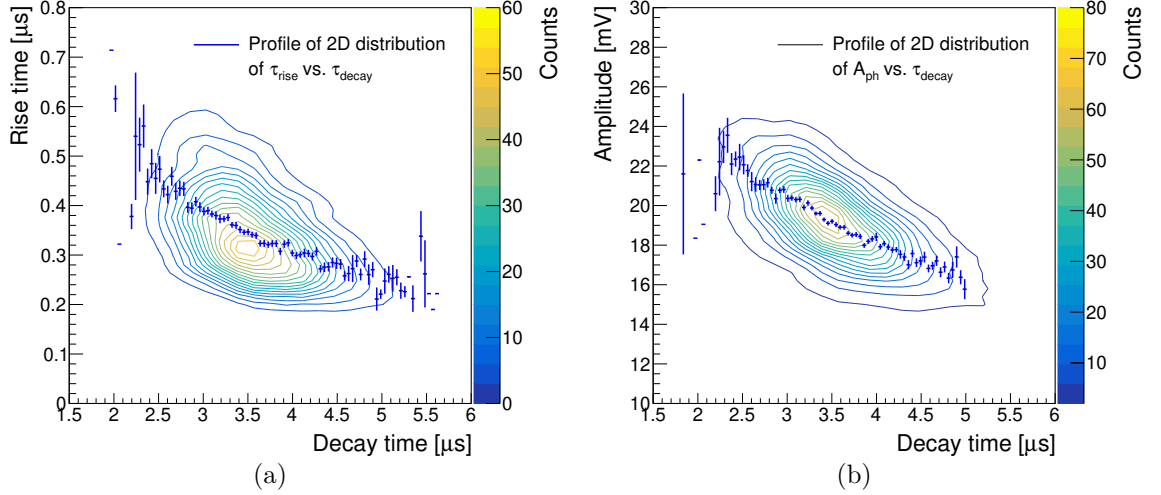 Rise time [μs]
0.8
0.7
0.6
0.5
0.4
0.3
0.2
0.1
0
1.5 2 2.5 3 3.5 4 4.5 5 5.5 6
Decay time [μs]
Profile of 2D distribution
of τrise vs. τdecay
Counts
60
50
40
30
20
10
0
(a)
Amplitude [mV]
30
28
26
24
22
20
18
16
14
12
10
1.5 2 2.5 3 3.5 4 4.5 5 5.5 6
Decay time [μs]
Profile of 2D distribution
of Aph vs. τdecay
Counts
80
70
60
50
40
30
20
10
(b)